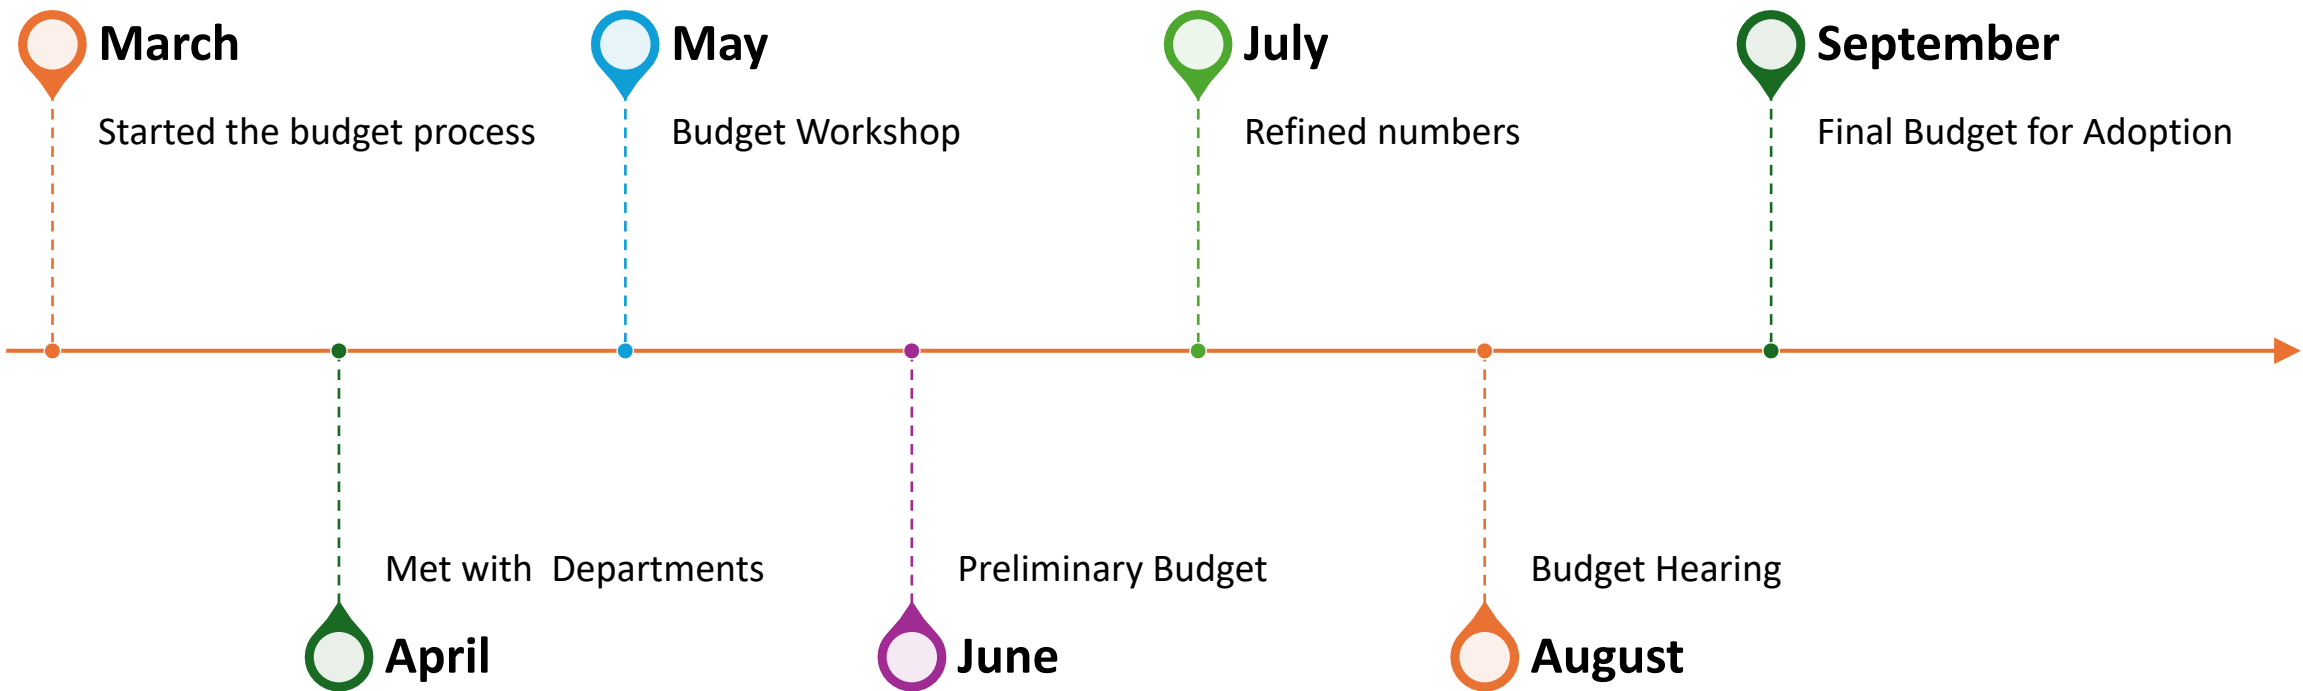 March
Started the budget process
May
Budget Workshop
July
Refined numbers
September
Final Budget for Adoption
Met with  Departments
April
Preliminary Budget
June
Budget Hearing
August